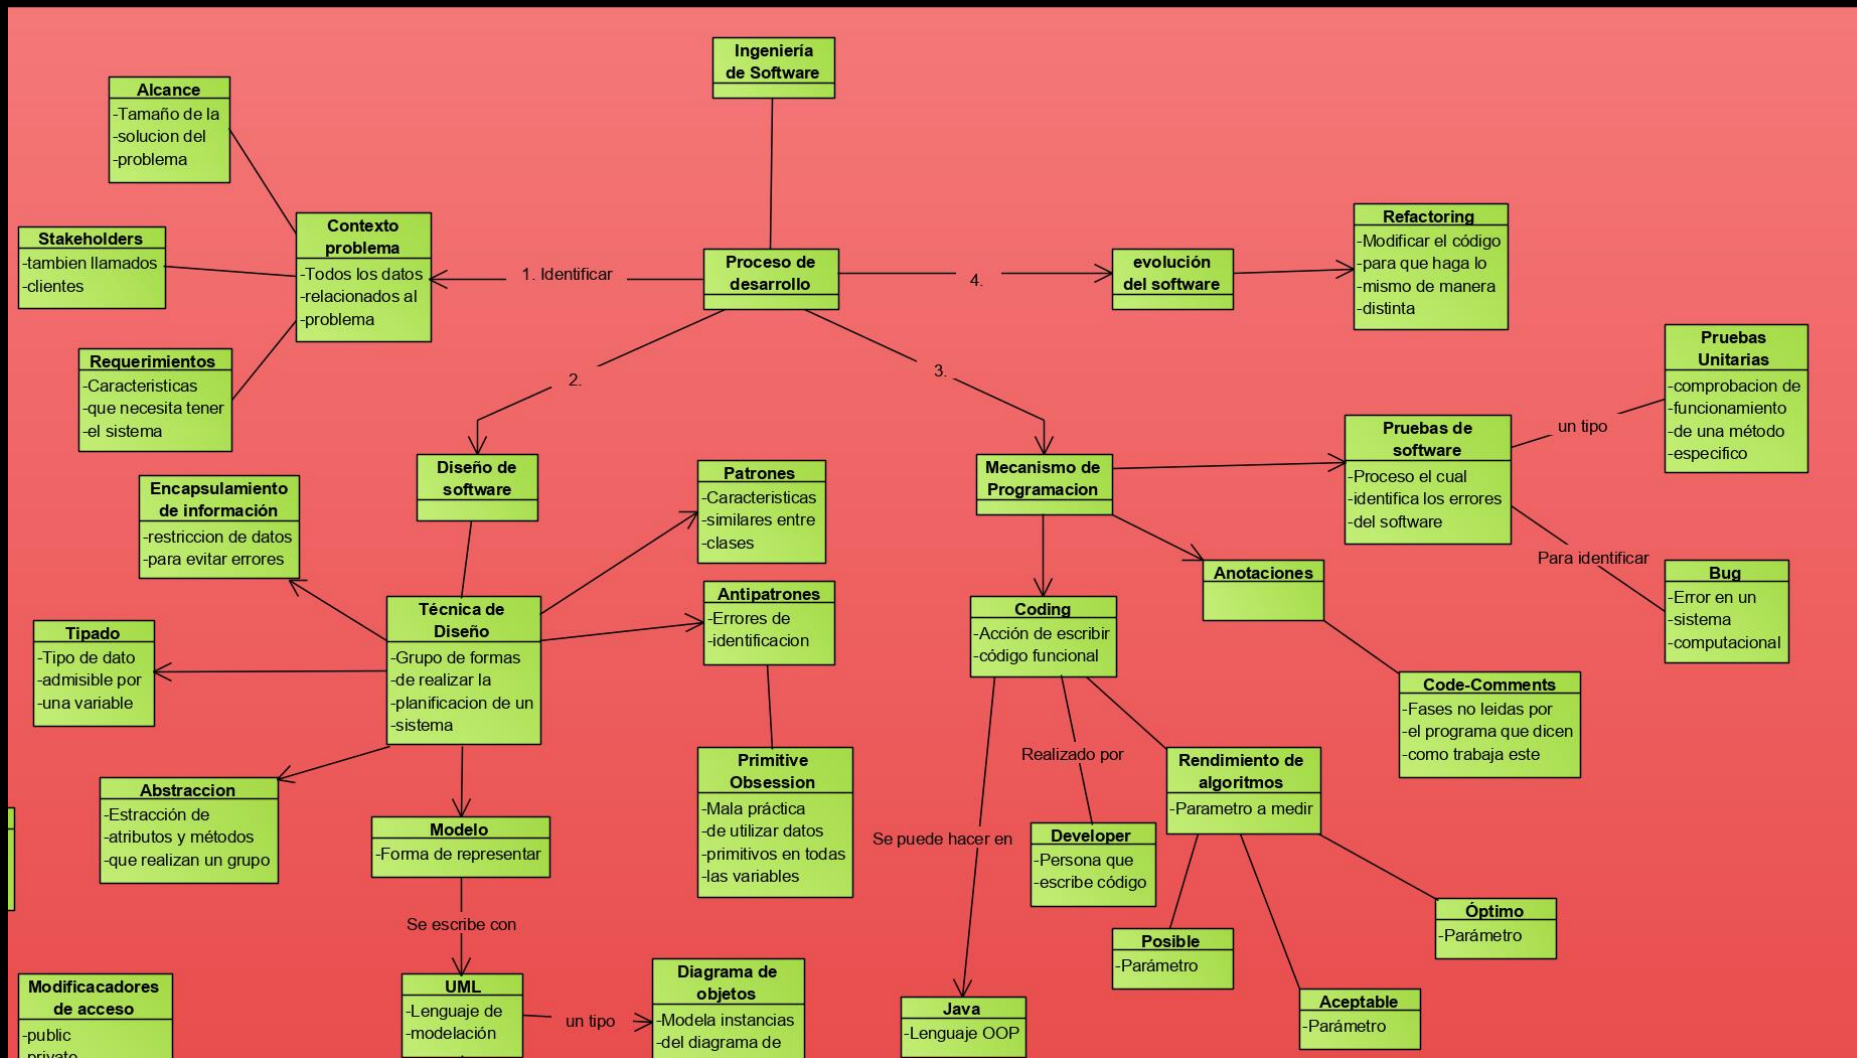 Ingeniería
de Software
Alcance
-Tamaño de la
-solucion del
-problema
Stakeholders
-tambien llamados
-clientes
Contexto
problema
-Todos los datos
-relacionados al
-problema
1. Identificar
Proceso de
desarrollo
4.
evolución
del software
Refactoring
-Modificar el código
-para que haga lo
-mismo de manera
-distinta
Requerimientos
-Caracteristicas
-que necesita tener
-el sistema
2.
3.
Pruebas
Unitarias
-comprobacion de
-funcionamiento
-de una método
-especifico
un tipo
Pruebas de
software
-Proceso el cual
-identifica los errores
-del software
Diseño de
software
Patrones
-Caracteristicas
-similares entre
-clases
Mecanismo de
Programacion
Encapsulamiento
de información
-restriccion de datos
-para evitar errores
Para identificar
Bug
-Error en un
-sistema
-computacional
Anotaciones
Técnica de
Diseño
-Grupo de formas
-de realizar la
-planificacion de un
-sistema
Antipatrones
-Errores de
-identificacion
Coding
-Acción de escribir
-código funcional
Tipado
-Tipo de dato
-admisible por
-una variable
Code-Comments
-Fases no leidas por
-el programa que dicen
-como trabaja este
Primitive
Obsession
-Mala práctica
-de utilizar datos
-primitivos en todas
-las variables
Realizado por
Rendimiento de
algoritmos
-Parametro a medir
Abstraccion
-Estracción de
-atributos y métodos
-que realizan un grupo
Modelo
-Forma de representar
Se puede hacer en
Developer
-Persona que
-escribe código
Se escribe con
Óptimo
-Parámetro
Posible
-Parámetro
Modificacadores
de acceso
-public
-private
UML
-Lenguaje de
-modelación
un tipo
Diagrama de
objetos
-Modela instancias
-del diagrama de
Java
-Lenguaje OOP
Aceptable
-Parámetro